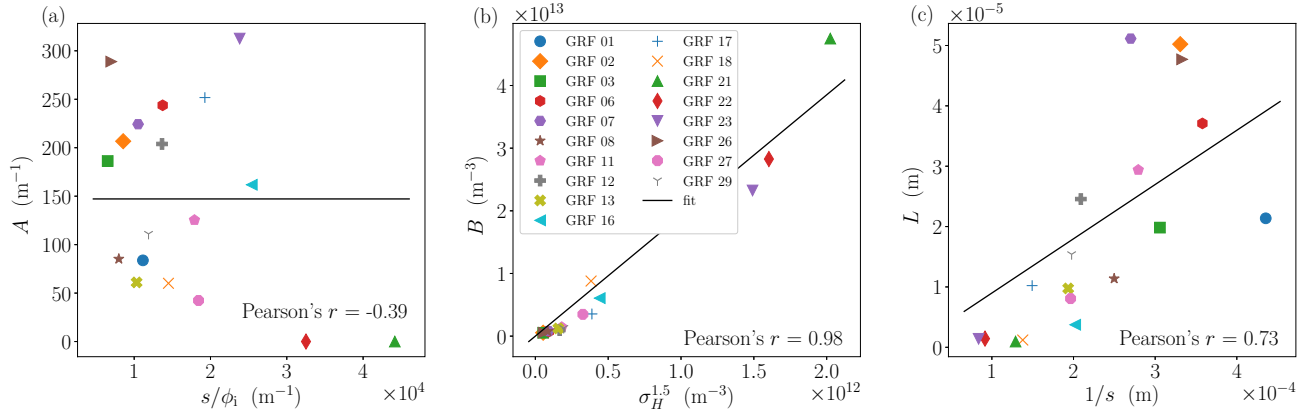 (a)
300
250
200
150
100
50
0
A (m⁻¹)
Pearson's r = -0.39
1 2 3 4
×10⁴
s/ϕᵢ (m⁻¹)
(b)
×10¹³
4
3
2
1
0
B (m⁻³)
GRF 01
GRF 02
GRF 03
GRF 06
GRF 07
GRF 08
GRF 11
GRF 12
GRF 13
GRF 16
GRF 17
GRF 18
GRF 21
GRF 22
GRF 23
GRF 26
GRF 27
GRF 29
fit
Pearson's r = 0.98
0.0 0.5 1.0 1.5 2.0
×10¹²
σ_H^1.5 (m⁻³)
(c)
×10⁻⁵
5
4
3
2
1
0
L (m)
Pearson's r = 0.73
1 2 3 4
×10⁻⁴
1/s (m)